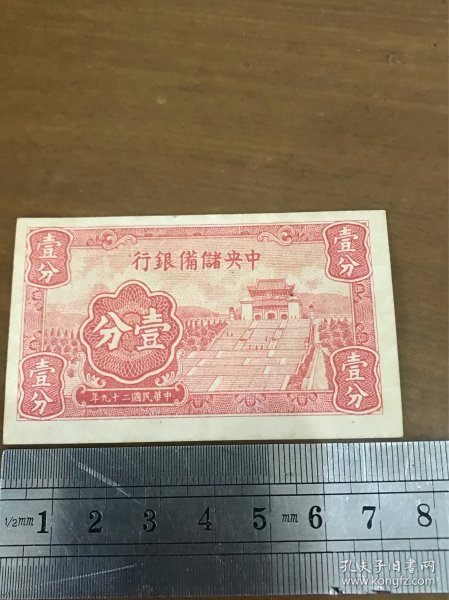 壹分 壹分
行銀備儲央中
分壹
壹分 壹分
年九十二國民華中
1/2mm 1 2 3 4 5 mm 6 7 8
孔夫子旧书网
www.kongfz.com